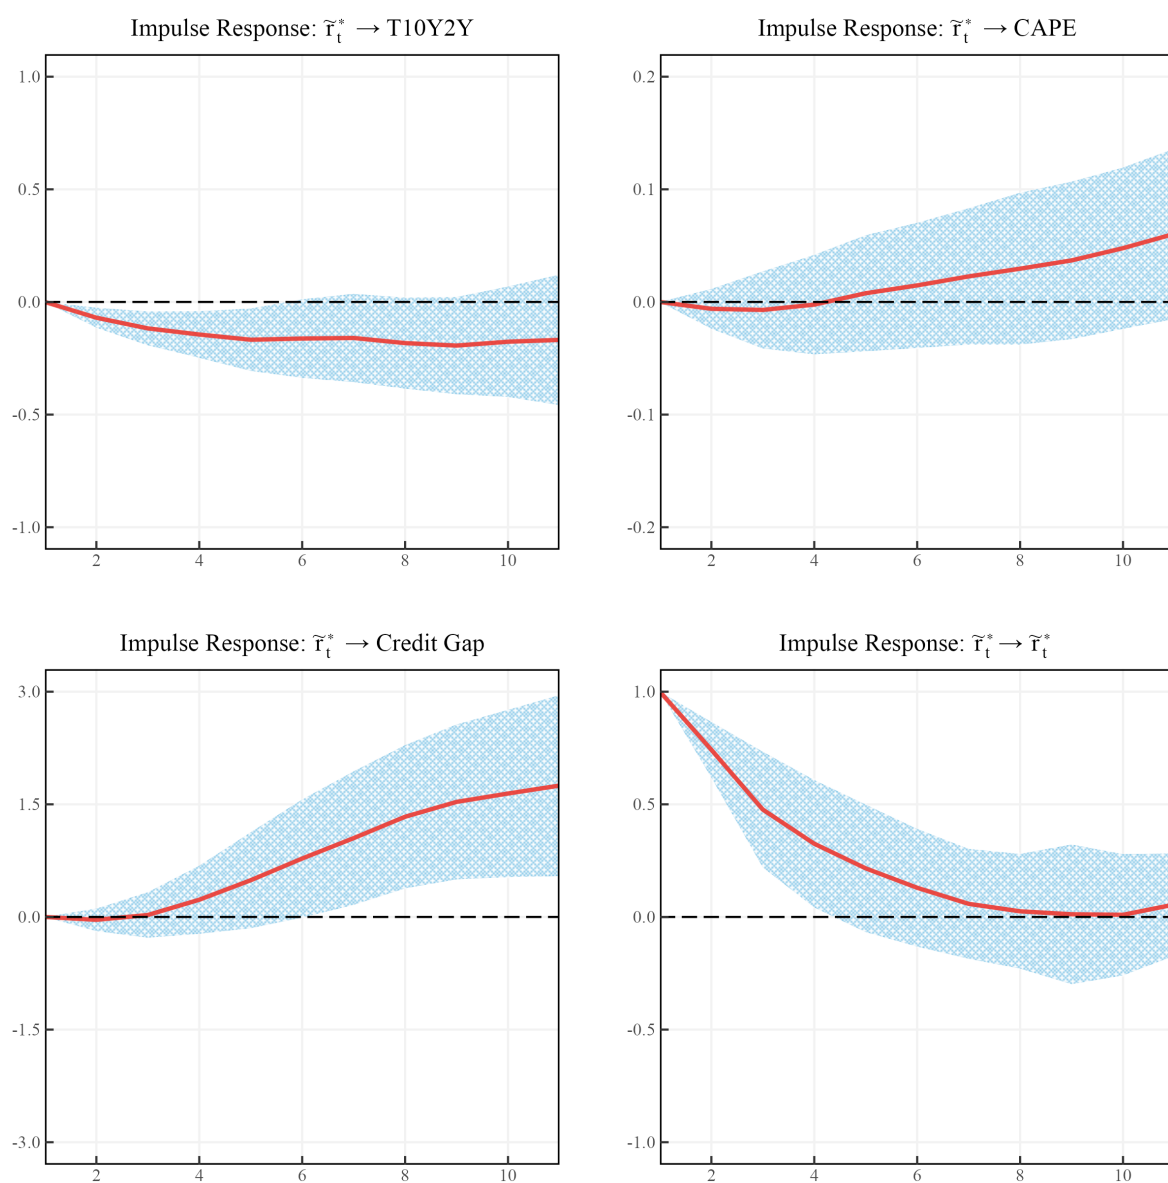 Impulse Response: r̃*t → T10Y2Y
1.0
0.5
0.0
-0.5
-1.0
2 4 6 8 10
Impulse Response: r̃*t → CAPE
0.2
0.1
0.0
-0.1
-0.2
2 4 6 8 10
Impulse Response: r̃*t → Credit Gap
3.0
1.5
0.0
-1.5
-3.0
2 4 6 8 10
Impulse Response: r̃*t → r̃*t
1.0
0.5
0.0
-0.5
-1.0
2 4 6 8 10